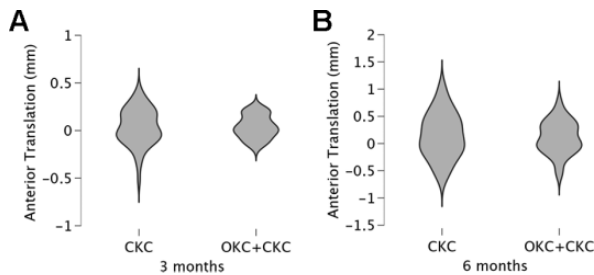 A
Anterior Translation (mm)
1
0.5
0
−0.5
−1
CKC
OKC+CKC
3 months
B
Anterior Translation (mm)
2
1.5
1
0.5
0
−0.5
−1
−1.5
CKC
OKC+CKC
6 months